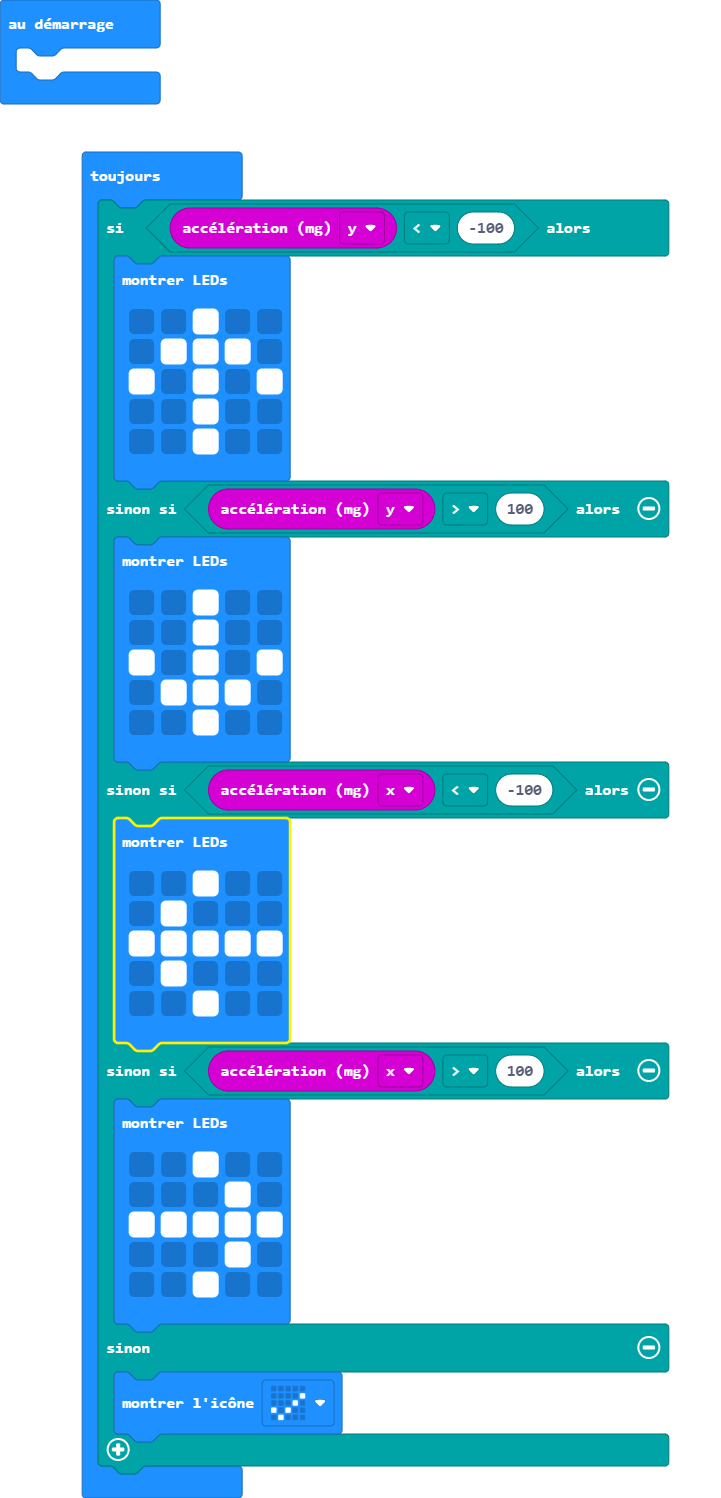 au démarrage
toujours
si accélération (mg) y < -100 alors
montrer LEDs
sinon si accélération (mg) y > 100 alors
montrer LEDs
sinon si accélération (mg) x < -100 alors
montrer LEDs
sinon si accélération (mg) x > 100 alors
montrer LEDs
sinon
montrer l'icône